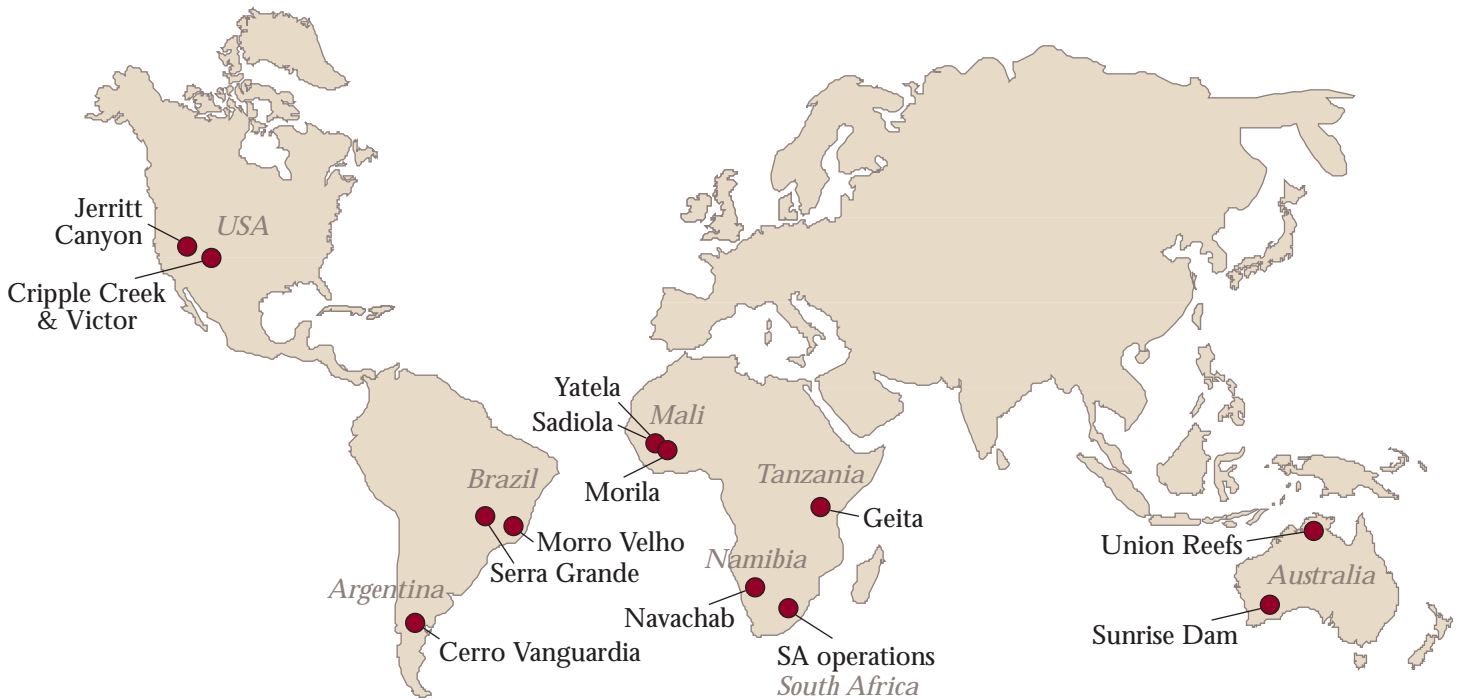 Jerritt
Canyon
USA
Cripple Creek
& Victor
Yatela
Sadiola
Mali
Morila
Brazil
Tanzania
Geita
Morro Velho
Serra Grande
Union Reefs
Namibia
Australia
Argentina
Navachab
Sunrise Dam
Cerro Vanguardia
SA operations
South Africa